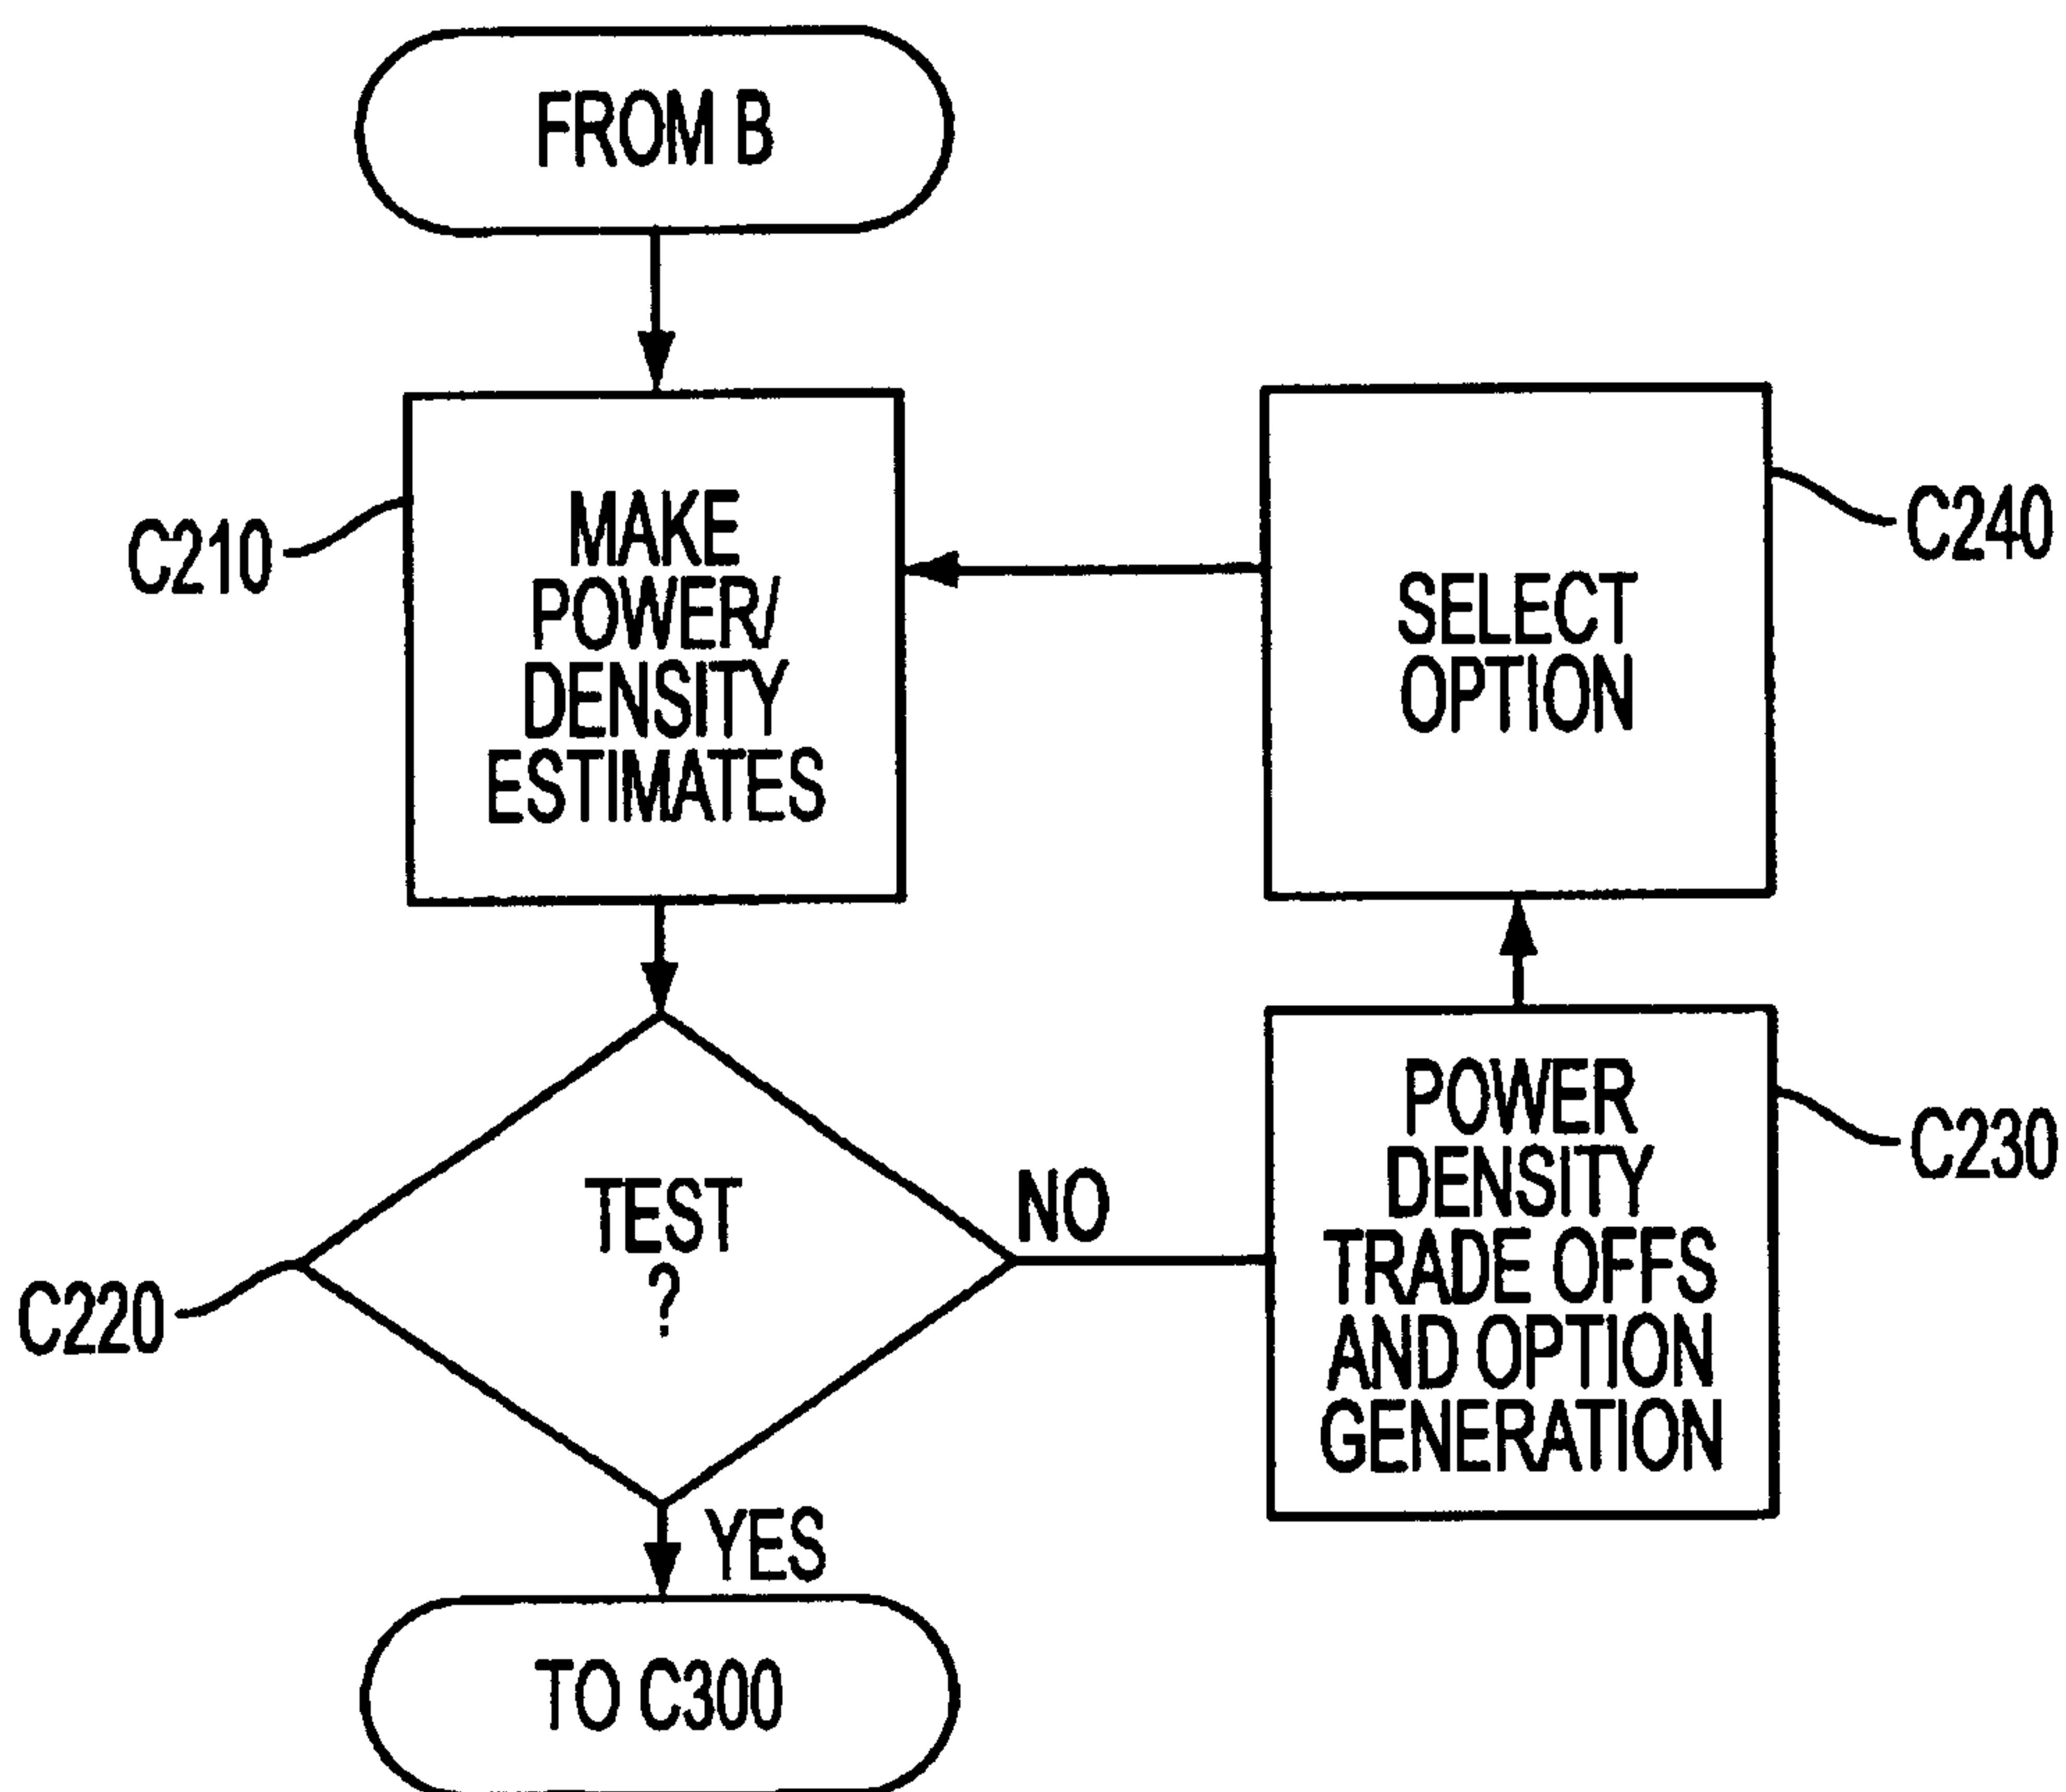 FROM B
C210
MAKE
POWER/
DENSITY
ESTIMATES
C240
SELECT
OPTION
C220
TEST
?
NO
YES
C230
POWER
DENSITY
TRADE OFFS
AND OPTION
GENERATION
TO C300